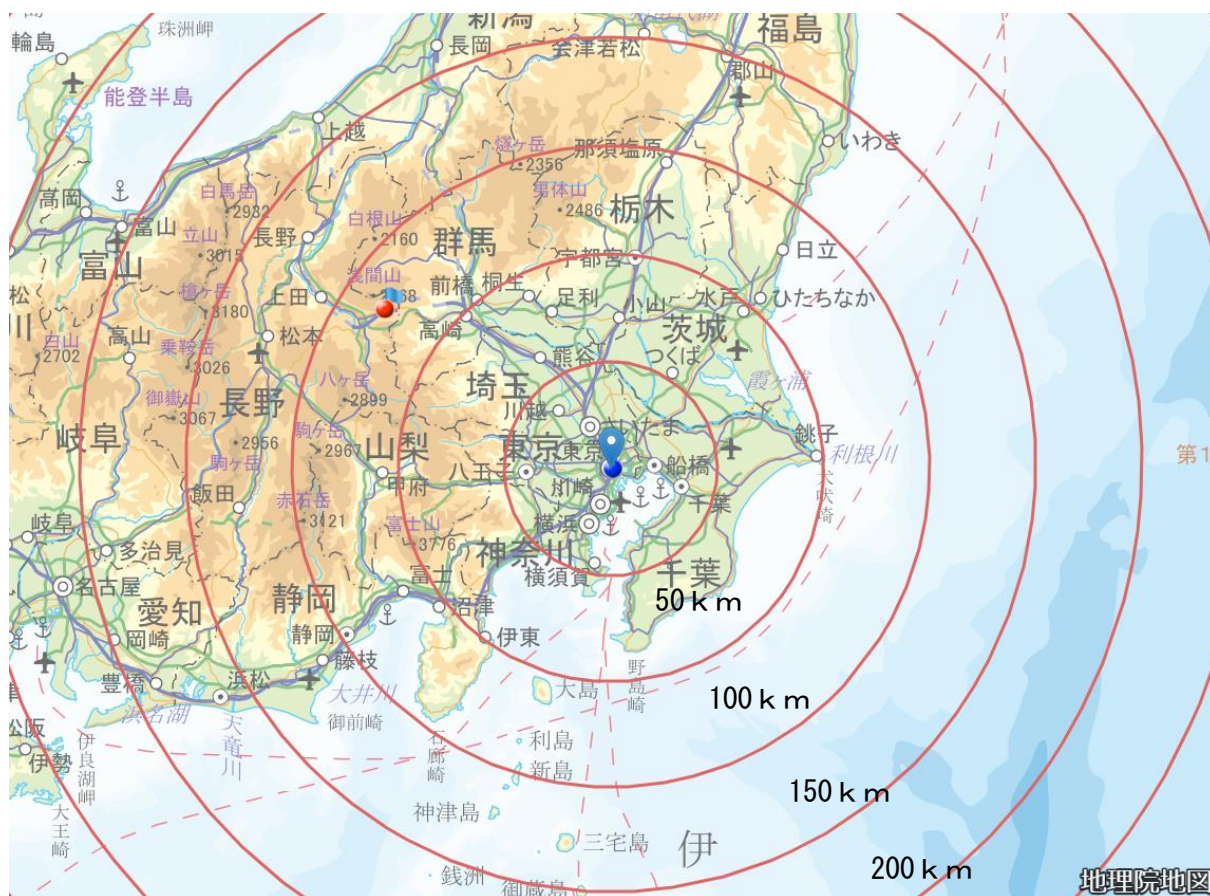 新潟
福島
輪島
珠洲岬
長岡
会津若松
郡山
能登半島
上越
いわき
燧ヶ岳
・2356
那須塩原
高岡
富山
白馬岳
・2932
男体山
・2486
栃木
白根山
・2160
群馬
長野
立山
・3015
富山
日立
宇都宮
浅間山
前橋
桐生
足利
小山
水戸
ひたちなか
松
槍ヶ岳
・3180
上田
高崎
茨城
川
高山
松本
白山
・2702
乗鞍岳
・3026
熊谷
つくば
八ヶ岳
・2899
埼玉
霞ヶ浦
御嶽山
・3067
長野
川越
岐阜
さいたま
銚子
利根川
第1
駒ヶ岳
・2967
山梨
東京
東京
・2956
駒ヶ岳
八王子
船橋
甲府
川崎
千葉
犬吠埼
飯田
赤石岳
・3121
富士山
・3776
横浜
岐阜
多治見
神奈川
横須賀
千葉
名古屋
富士
愛知
静岡
沼津
50ｋｍ
岡崎
静岡
伊東
藤枝
野島崎
豊橋
浜松
大井川
大島
100ｋｍ
浜名湖
御前崎
天竜川
松阪
伊勢
伊良湖岬
石廊崎
利島
新島
150ｋｍ
大王崎
神津島
三宅島
伊
銭洲
御蔵島
200ｋｍ
地理院地図